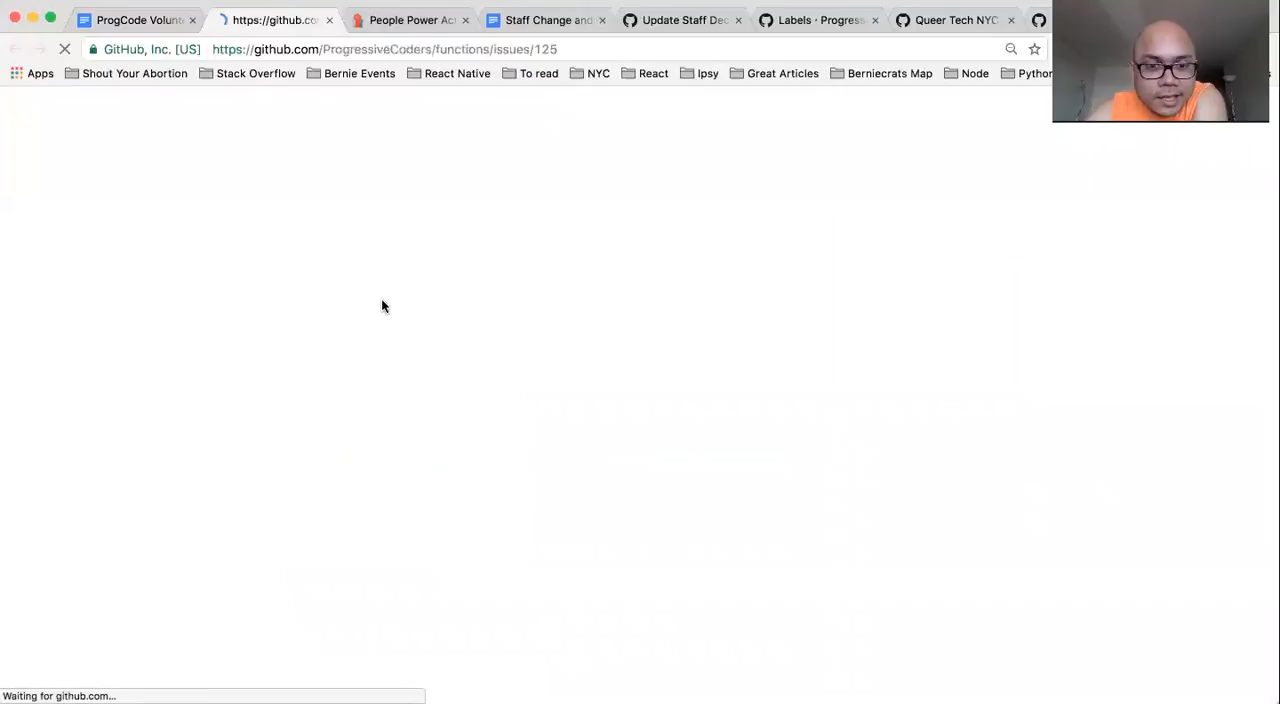 ProgCode Volunt
https://github.co
People Power Ac
Staff Change and
Update Staff De
Labels · Progres
Queer Tech NYC
GitHub, Inc. [US] https://github.com/ProgressiveCoders/functions/issues/125
Apps Shout Your Abortion Stack Overflow Bernie Events React Native To read NYC React Ipsy Great Articles Berniecrats Map Node Python
Waiting for github.com...